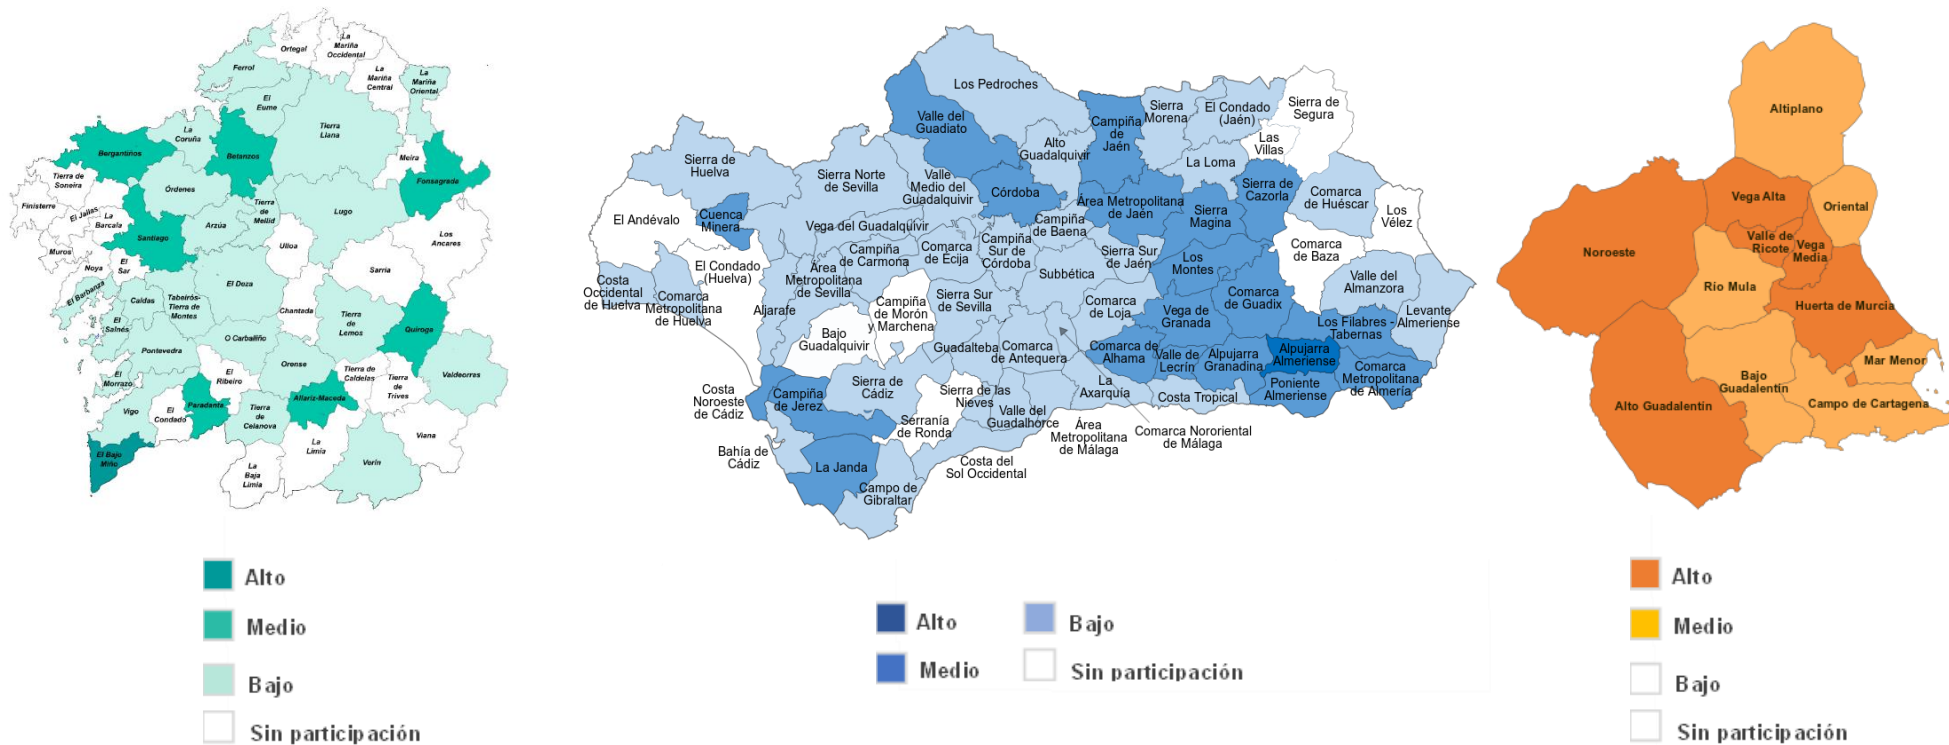 Ortegal
La
Mariña
Occidental
Ferrol
La
Mariña
Central
La
Mariña
Oriental
El
Eume
Tierra
Llana
La
Coruña
Bergantiños
Betanzos
Meira
Fonsagrada
Tierra de
Soneira
Órdenes
Finisterre
El Jallas
La
Barcala
Tierra
de
Mellid
Lugo
Arzúa
Santiago
Ulloa
Los
Ancares
Muros
Noya
El
Sar
Sarria
El Barbanza
Caldas
Tabeirós-
Tierra de
Montes
El Deza
Chantada
El
Salnés
Tierra
de
Lemos
Quiroga
O Carballiño
Pontevedra
Orense
El
Ribeiro
Tierra de
Caldelas
Tierra
de
Trives
Valdeorras
El
Morrazo
Vigo
El
Condado
Paradanta
Tierra
de
Celanova
Allariz-Maceda
El Bajo
Miño
La
Limia
La
Baja
Limia
Verín
Viana
Alto
Medio
Bajo
Sin participación
Los Pedroches
Valle del
Guadiato
Alto
Guadalquivir
Campiña
de
Jaén
Sierra
Morena
El Condado
(Jaén)
Sierra de
Segura
Las
Villas
La Loma
Sierra de
Huelva
Sierra Norte
de Sevilla
Valle
Medio del
Guadalquivir
Córdoba
Área Metropolitana
de Jaén
Sierra de
Cazorla
Comarca
de Huéscar
El Andévalo
Cuenca
Minera
Vega del Guadalquivir
Campiña
de Baena
Sierra
Magina
Los
Vélez
El Condado
(Huelva)
Campiña
de Carmona
Comarca
de Écija
Campiña
Sur de
Córdoba
Sierra Sur
de Jaén
Los
Montes
Comarca
de Baza
Costa
Occidental
de Huelva
Comarca
Metropolitana
de Huelva
Área
Metropolitana
de Sevilla
Subbética
Valle del
Almanzora
Aljarafe
Campiña
de Morón
y Marchena
Sierra Sur
de Sevilla
Comarca
de Loja
Vega de
Granada
Comarca
de Guadix
Los Filabres -
Tabernas
Levante
Almeriense
Bajo
Guadalquivir
Guadalteba
Comarca
de Antequera
Comarca de
Alhama
Valle de
Lecrín
Alpujarra
Granadina
Alpujarra
Almeriense
Comarca
Metropolitana
de Almería
Costa
Noroeste
de Cádiz
Campiña
de Jerez
Sierra de
Cádiz
Sierra de las
Nieves
La
Axarquía
Costa Tropical
Poniente
Almeriense
Serranía
de Ronda
Valle del
Guadalhorce
Área
Metropolitana
de Málaga
Comarca Nororiental
de Málaga
Bahía de
Cádiz
La Janda
Costa del
Sol Occidental
Campo de
Gibraltar
Alto
Medio
Bajo
Sin participación
Altiplano
Vega Alta
Oriental
Noroeste
Valle de
Ricote
Vega
Media
Río Mula
Huerta de Murcia
Mar Menor
Bajo
Guadalentín
Alto Guadalentín
Campo de Cartagena
Alto
Medio
Bajo
Sin participación